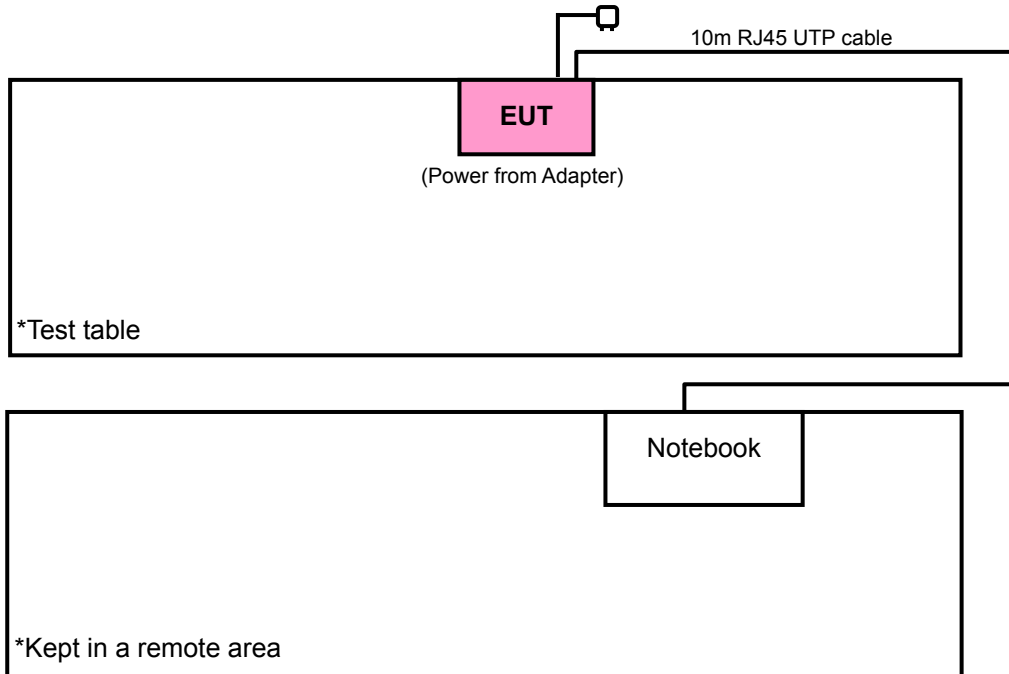 10m RJ45 UTP cable
EUT
(Power from Adapter)
*Test table
Notebook
*Kept in a remote area